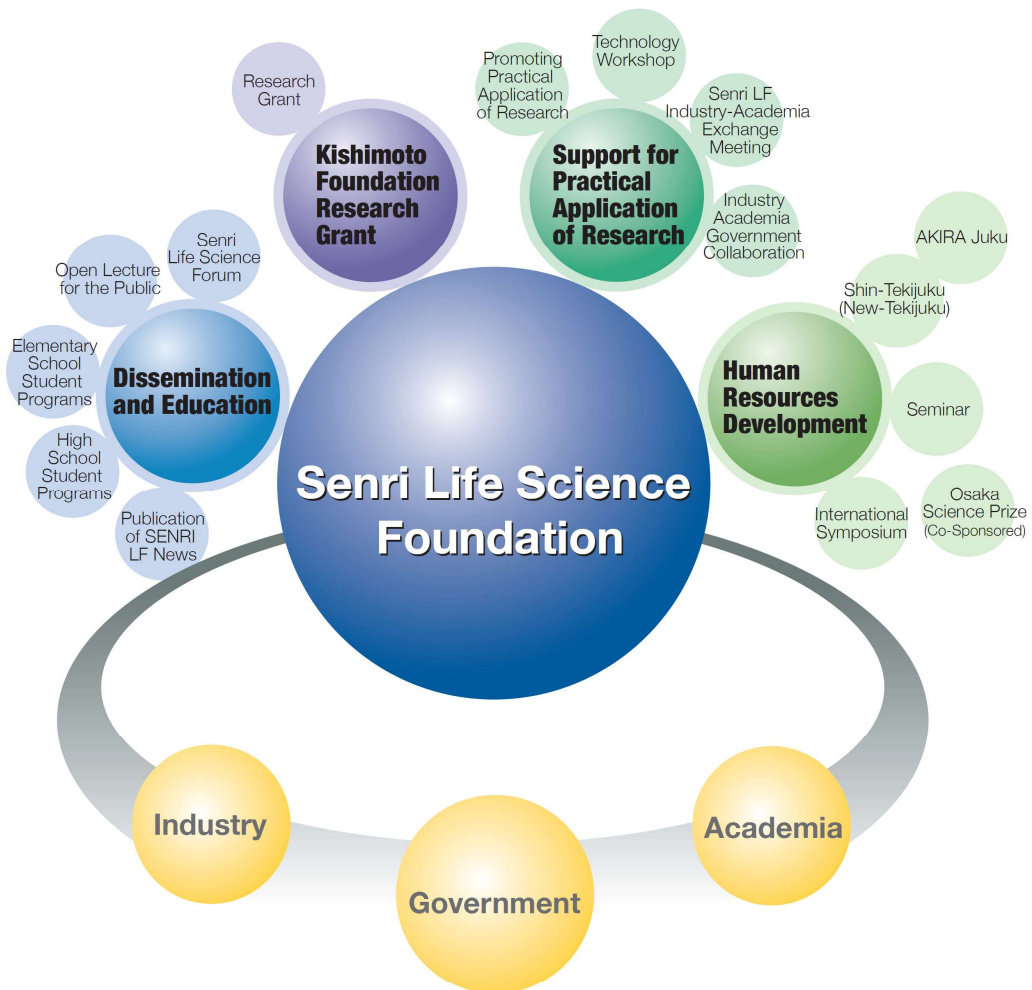 Research
Grant
Kishimoto
Foundation
Research
Grant
Promoting
Practical
Application
of Research
Technology
Workshop
Senri LF
Industry-Academia
Exchange
Meeting
Industry
Academia
Government
Collaboration
Support for
Practical
Application
of Research
Senri
Life Science
Forum
Open Lecture
for the Public
Elementary
School
Student
Programs
High
School
Student
Programs
Publication
of SENRI
LF News
Dissemination
and Education
AKIRA Juku
Shin-Tekijuku
(New-Tekijuku)
Seminar
Osaka
Science Prize
(Co-Sponsored)
International
Symposium
Human
Resources
Development
Senri Life Science
Foundation
Industry
Government
Academia